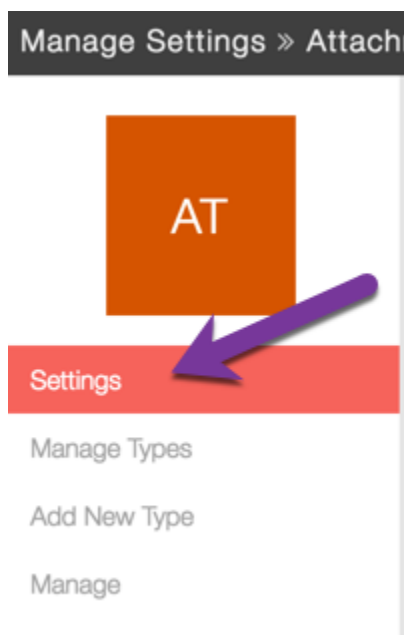 Manage Settings » Attach
AT
Settings
Manage Types
Add New Type
Manage